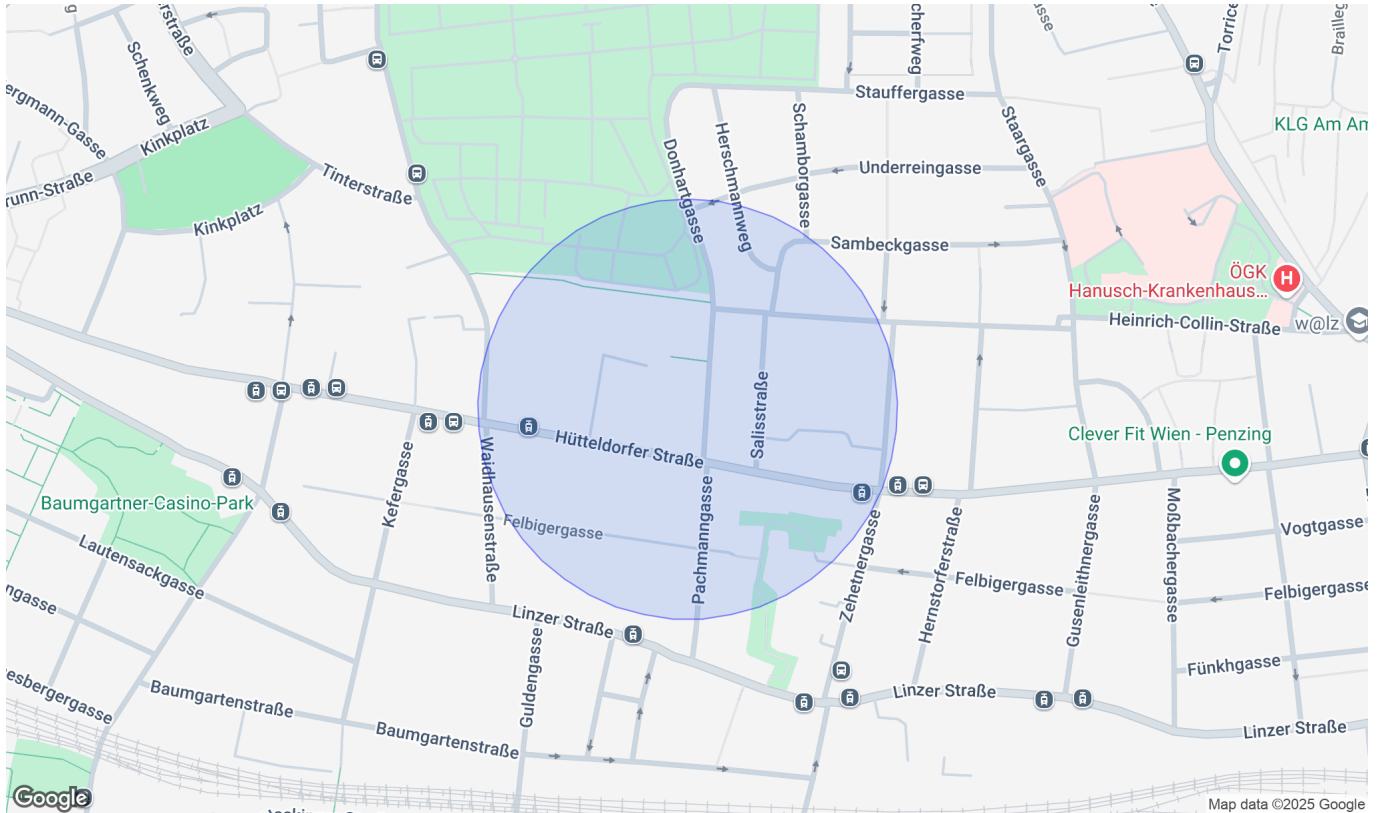 Schenkweg
Kinkplatz
Tinterstraße
Kinkplatz
Donhartgasse
Herschmannweg
Schamborgasse
Stauffergasse
Staargasse
Underreingasse
Sambeckgasse
KLG Am Am
ÖGK
Hanusch-Krankenhaus...
H
Heinrich-Collin-Straße
w@lz
Salisstraße
Clever Fit Wien - Penzing
Hütteldorfer Straße
Waidhausenstraße
Kefergasse
Baumgartner-Casino-Park
Lautensackgasse
Felbigergasse
Pachmanngasse
Zehetnergasse
Hernstorferstraße
Felbigergasse
Gusenleithnergasse
Moßbachergasse
Vogtgasse
Felbigergasse
Fünkhgasse
Linzer Straße
Linzer Straße
Linzer Straße
Guldengasse
Baumgartenstraße
Baumgartenstraße
Google
Map data ©2025 Google